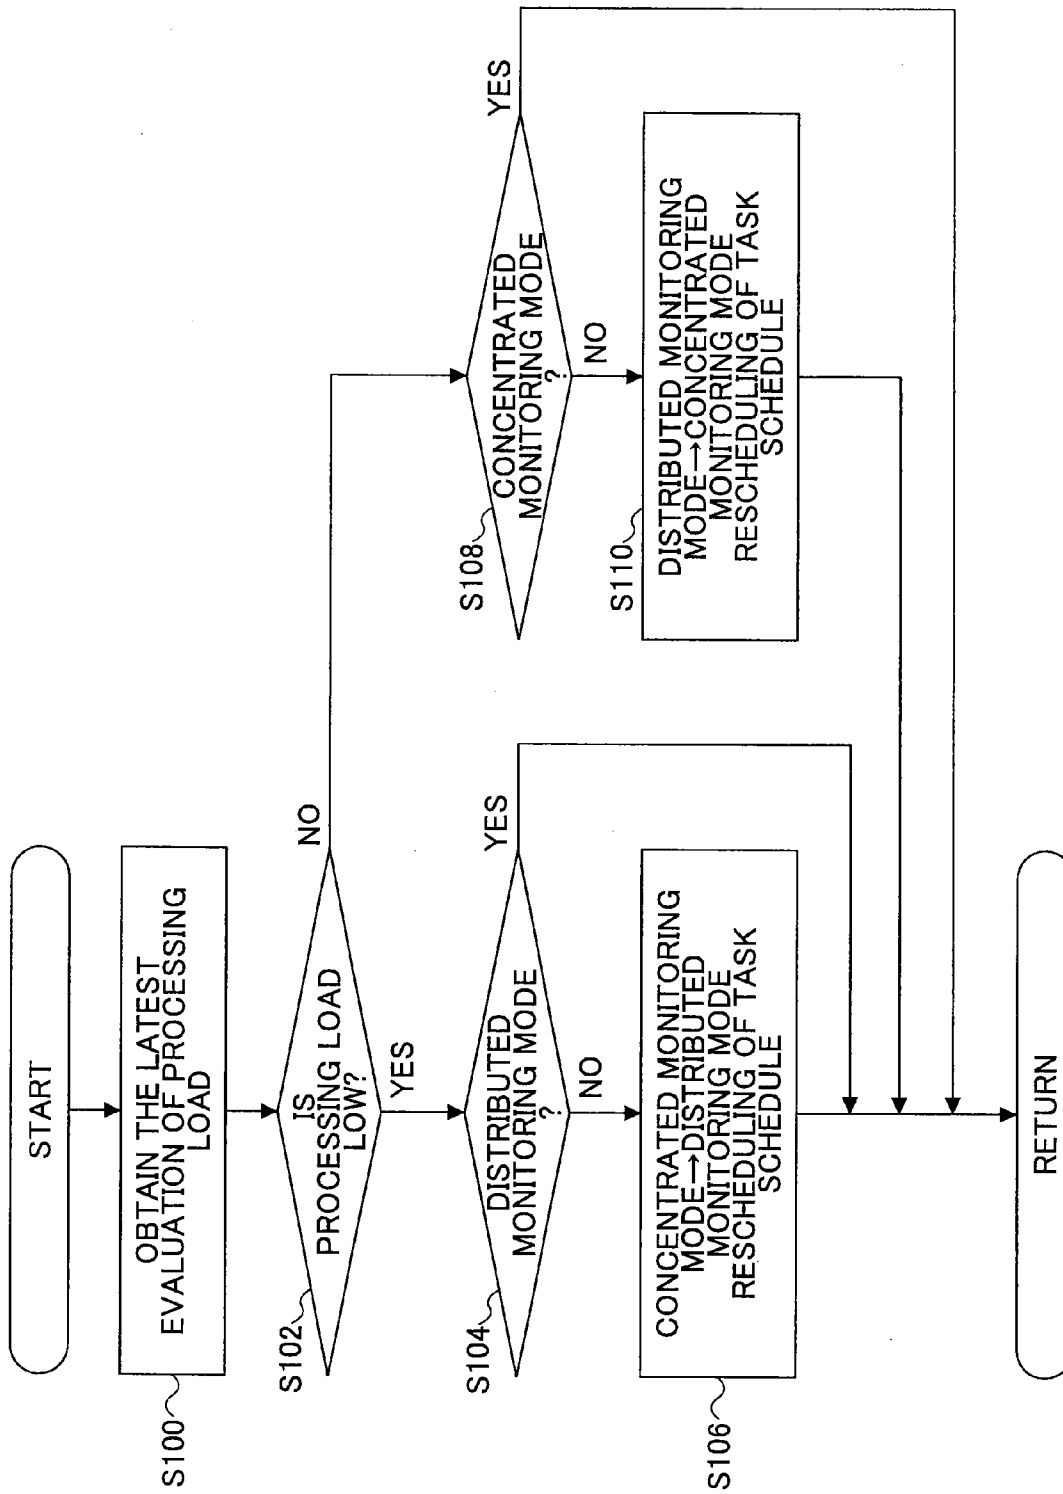 START
OBTAIN THE LATEST
EVALUATION OF PROCESSING
LOAD
S100
IS
PROCESSING LOAD
LOW?
S102
NO
YES
DISTRIBUTED
MONITORING MODE
?
S104
YES
NO
CONCENTRATED MONITORING
MODE→DISTRIBUTED
MONITORING MODE
RESCHEDULING OF TASK
SCHEDULE
S106
CONCENTRATED
MONITORING MODE
?
S108
YES
NO
DISTRIBUTED MONITORING
MODE→CONCENTRATED
MONITORING MODE
RESCHEDULING OF TASK
SCHEDULE
S110
RETURN